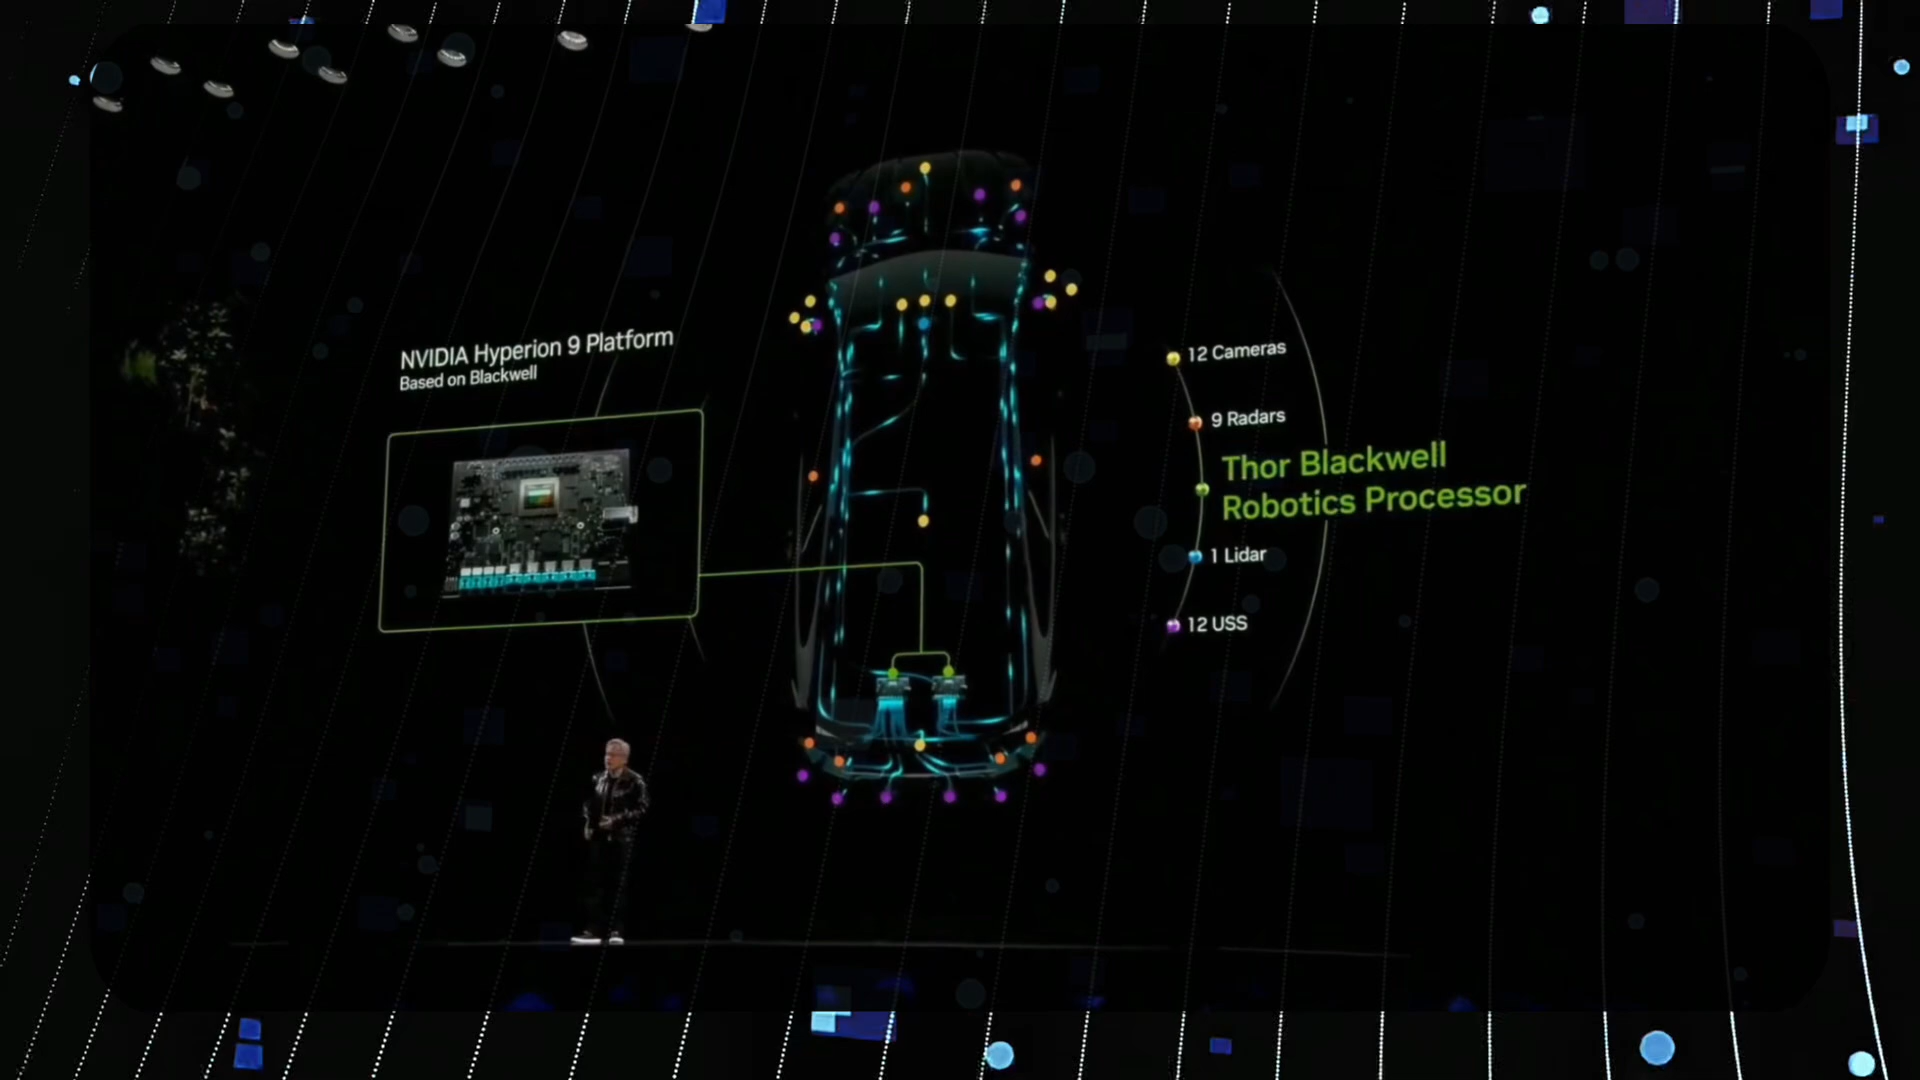 NVIDIA Hyperion 9 Platform
Based on Blackwell
12 Cameras
9 Radars
Thor Blackwell
Robotics Processor
1 Lidar
12 USS